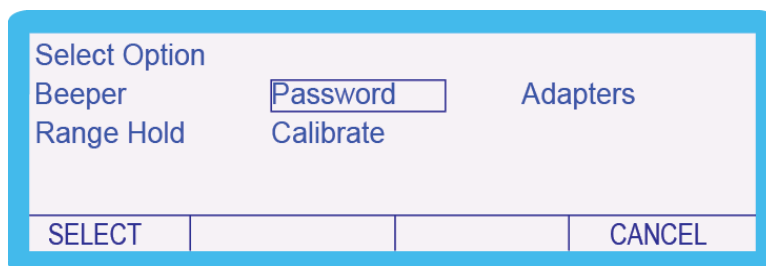 Select Option
Beeper Password Adapters
Range Hold Calibrate
SELECT CANCEL